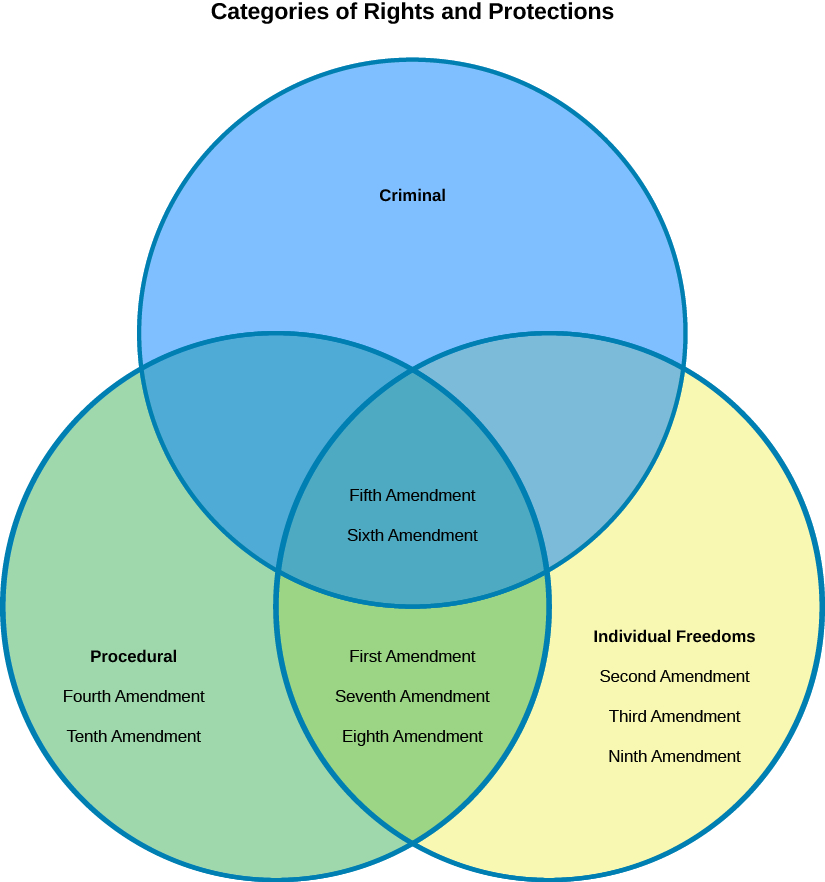 Categories of Rights and Protections
Criminal
Fifth Amendment
Sixth Amendment
Procedural
Fourth Amendment
Tenth Amendment
First Amendment
Seventh Amendment
Eighth Amendment
Individual Freedoms
Second Amendment
Third Amendment
Ninth Amendment